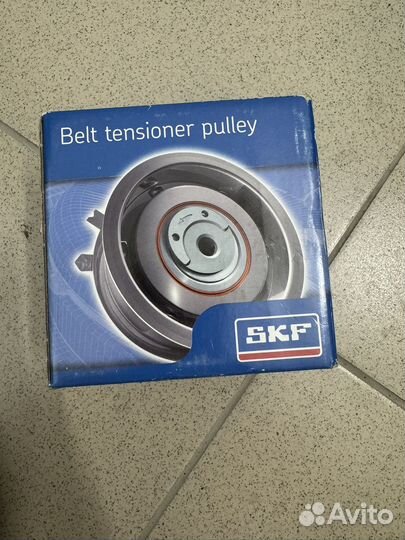 Belt tensioner pulley
SKF
Avito